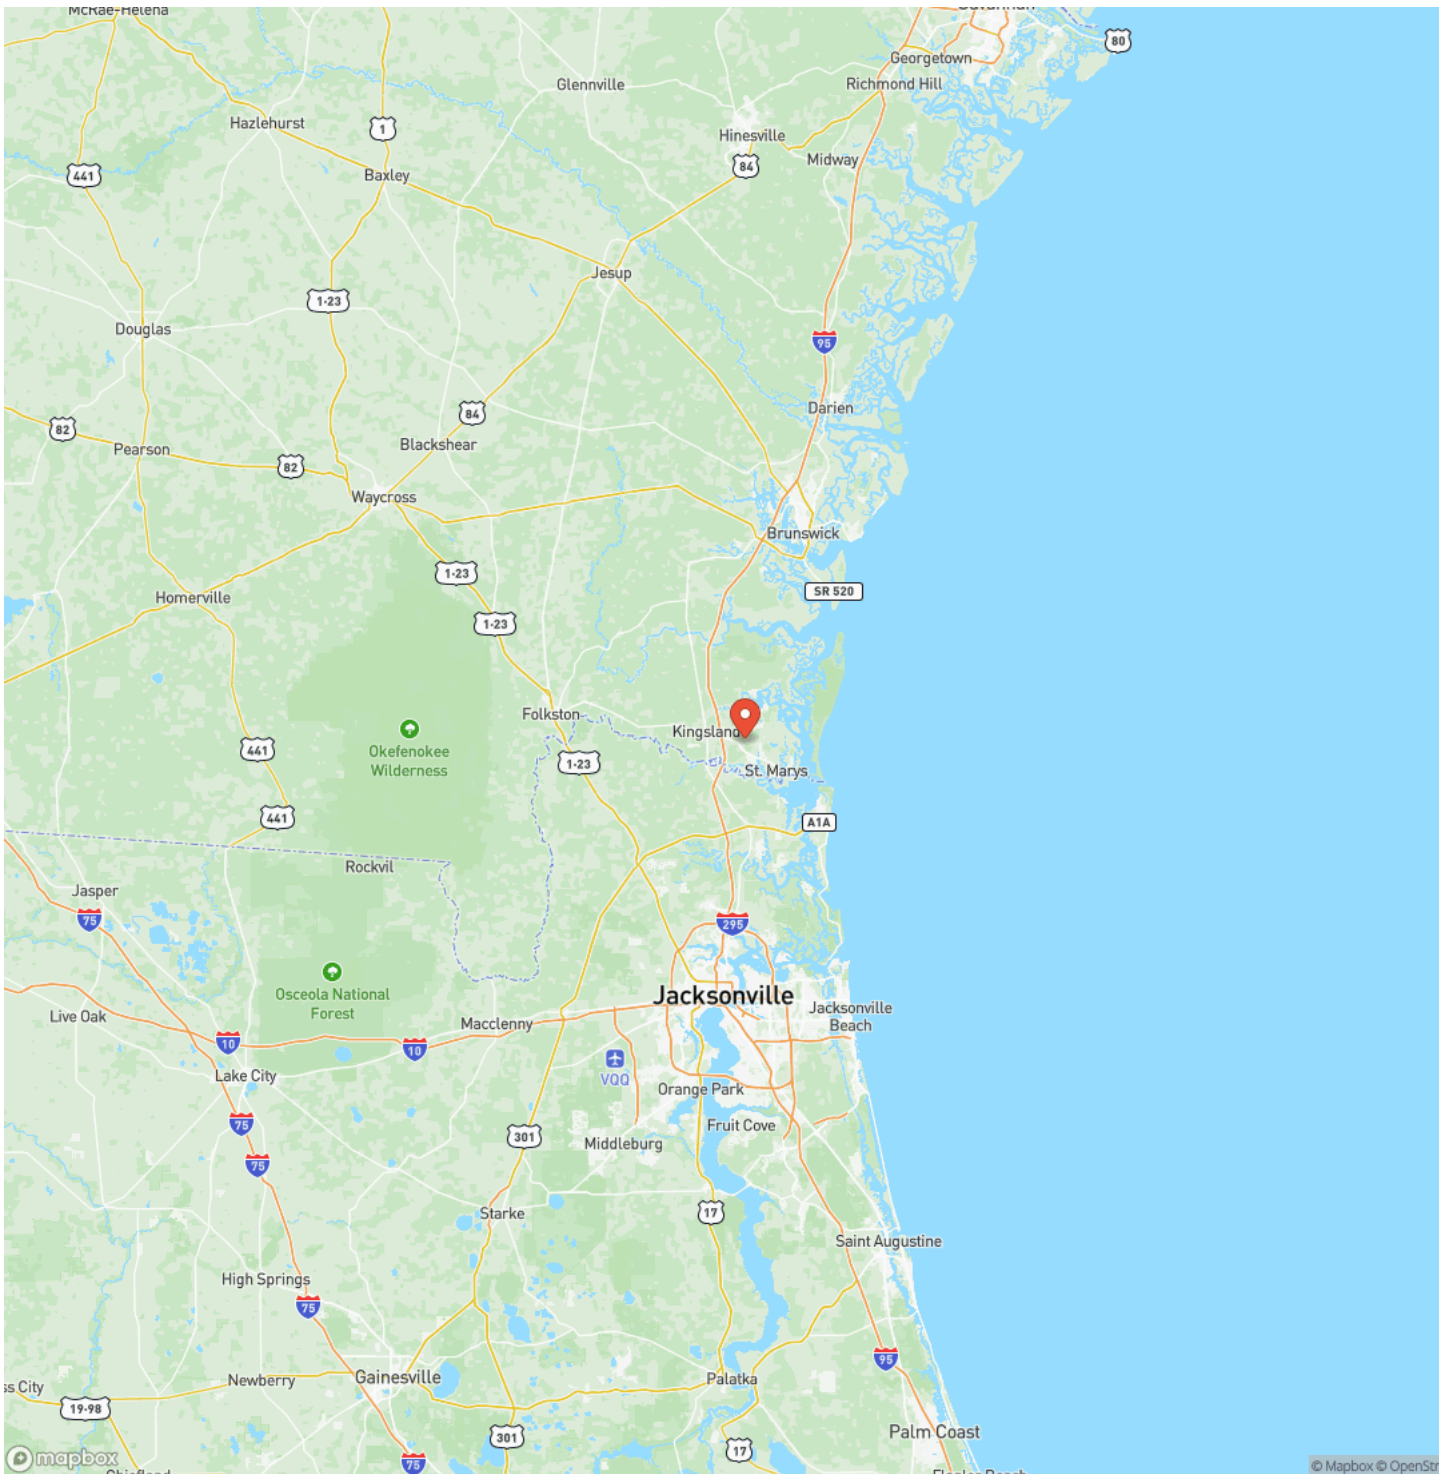 McRae-Helena
Savannah
80
Georgetown
Glennville
Richmond Hill
Hazlehurst
1
Hinesville
Midway
84
441
Baxley
Jesup
1-23
Douglas
95
Darien
84
82
Blackshear
Pearson
82
Waycross
Brunswick
1-23
SR 520
Homerville
1-23
Folkston
Kingsland
441
Okefenokee
Wilderness
1-23
St. Marys
441
A1A
Rockvil
Jasper
75
295
Osceola National
Forest
Jacksonville
Live Oak
Macclenny
Jacksonville
Beach
10
10
VQQ
Lake City
Orange Park
75
Fruit Cove
301
Middleburg
75
Starke
17
Saint Augustine
High Springs
75
95
Gainesville
Newberry
Palatka
ss City
19-98
301
Palm Coast
17
mapbox
75
Chiefland
Flagler Beach
© Mapbox © OpenStr